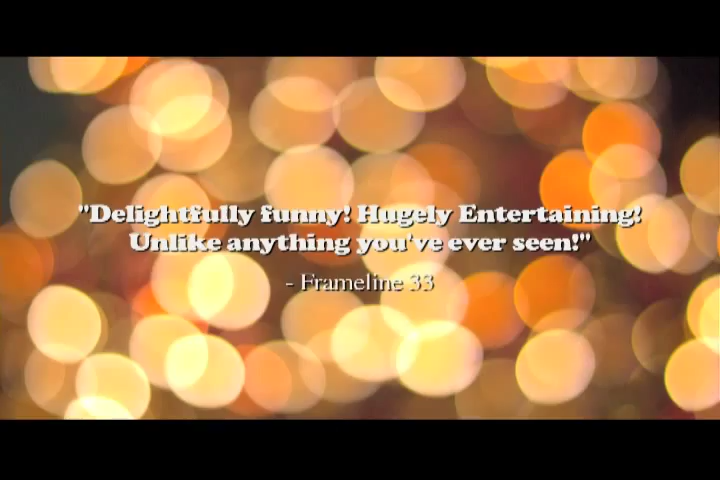 "Delightfully funny! Hugely Entertaining!
Unlike anything you've ever seen!"
- Frameline 33